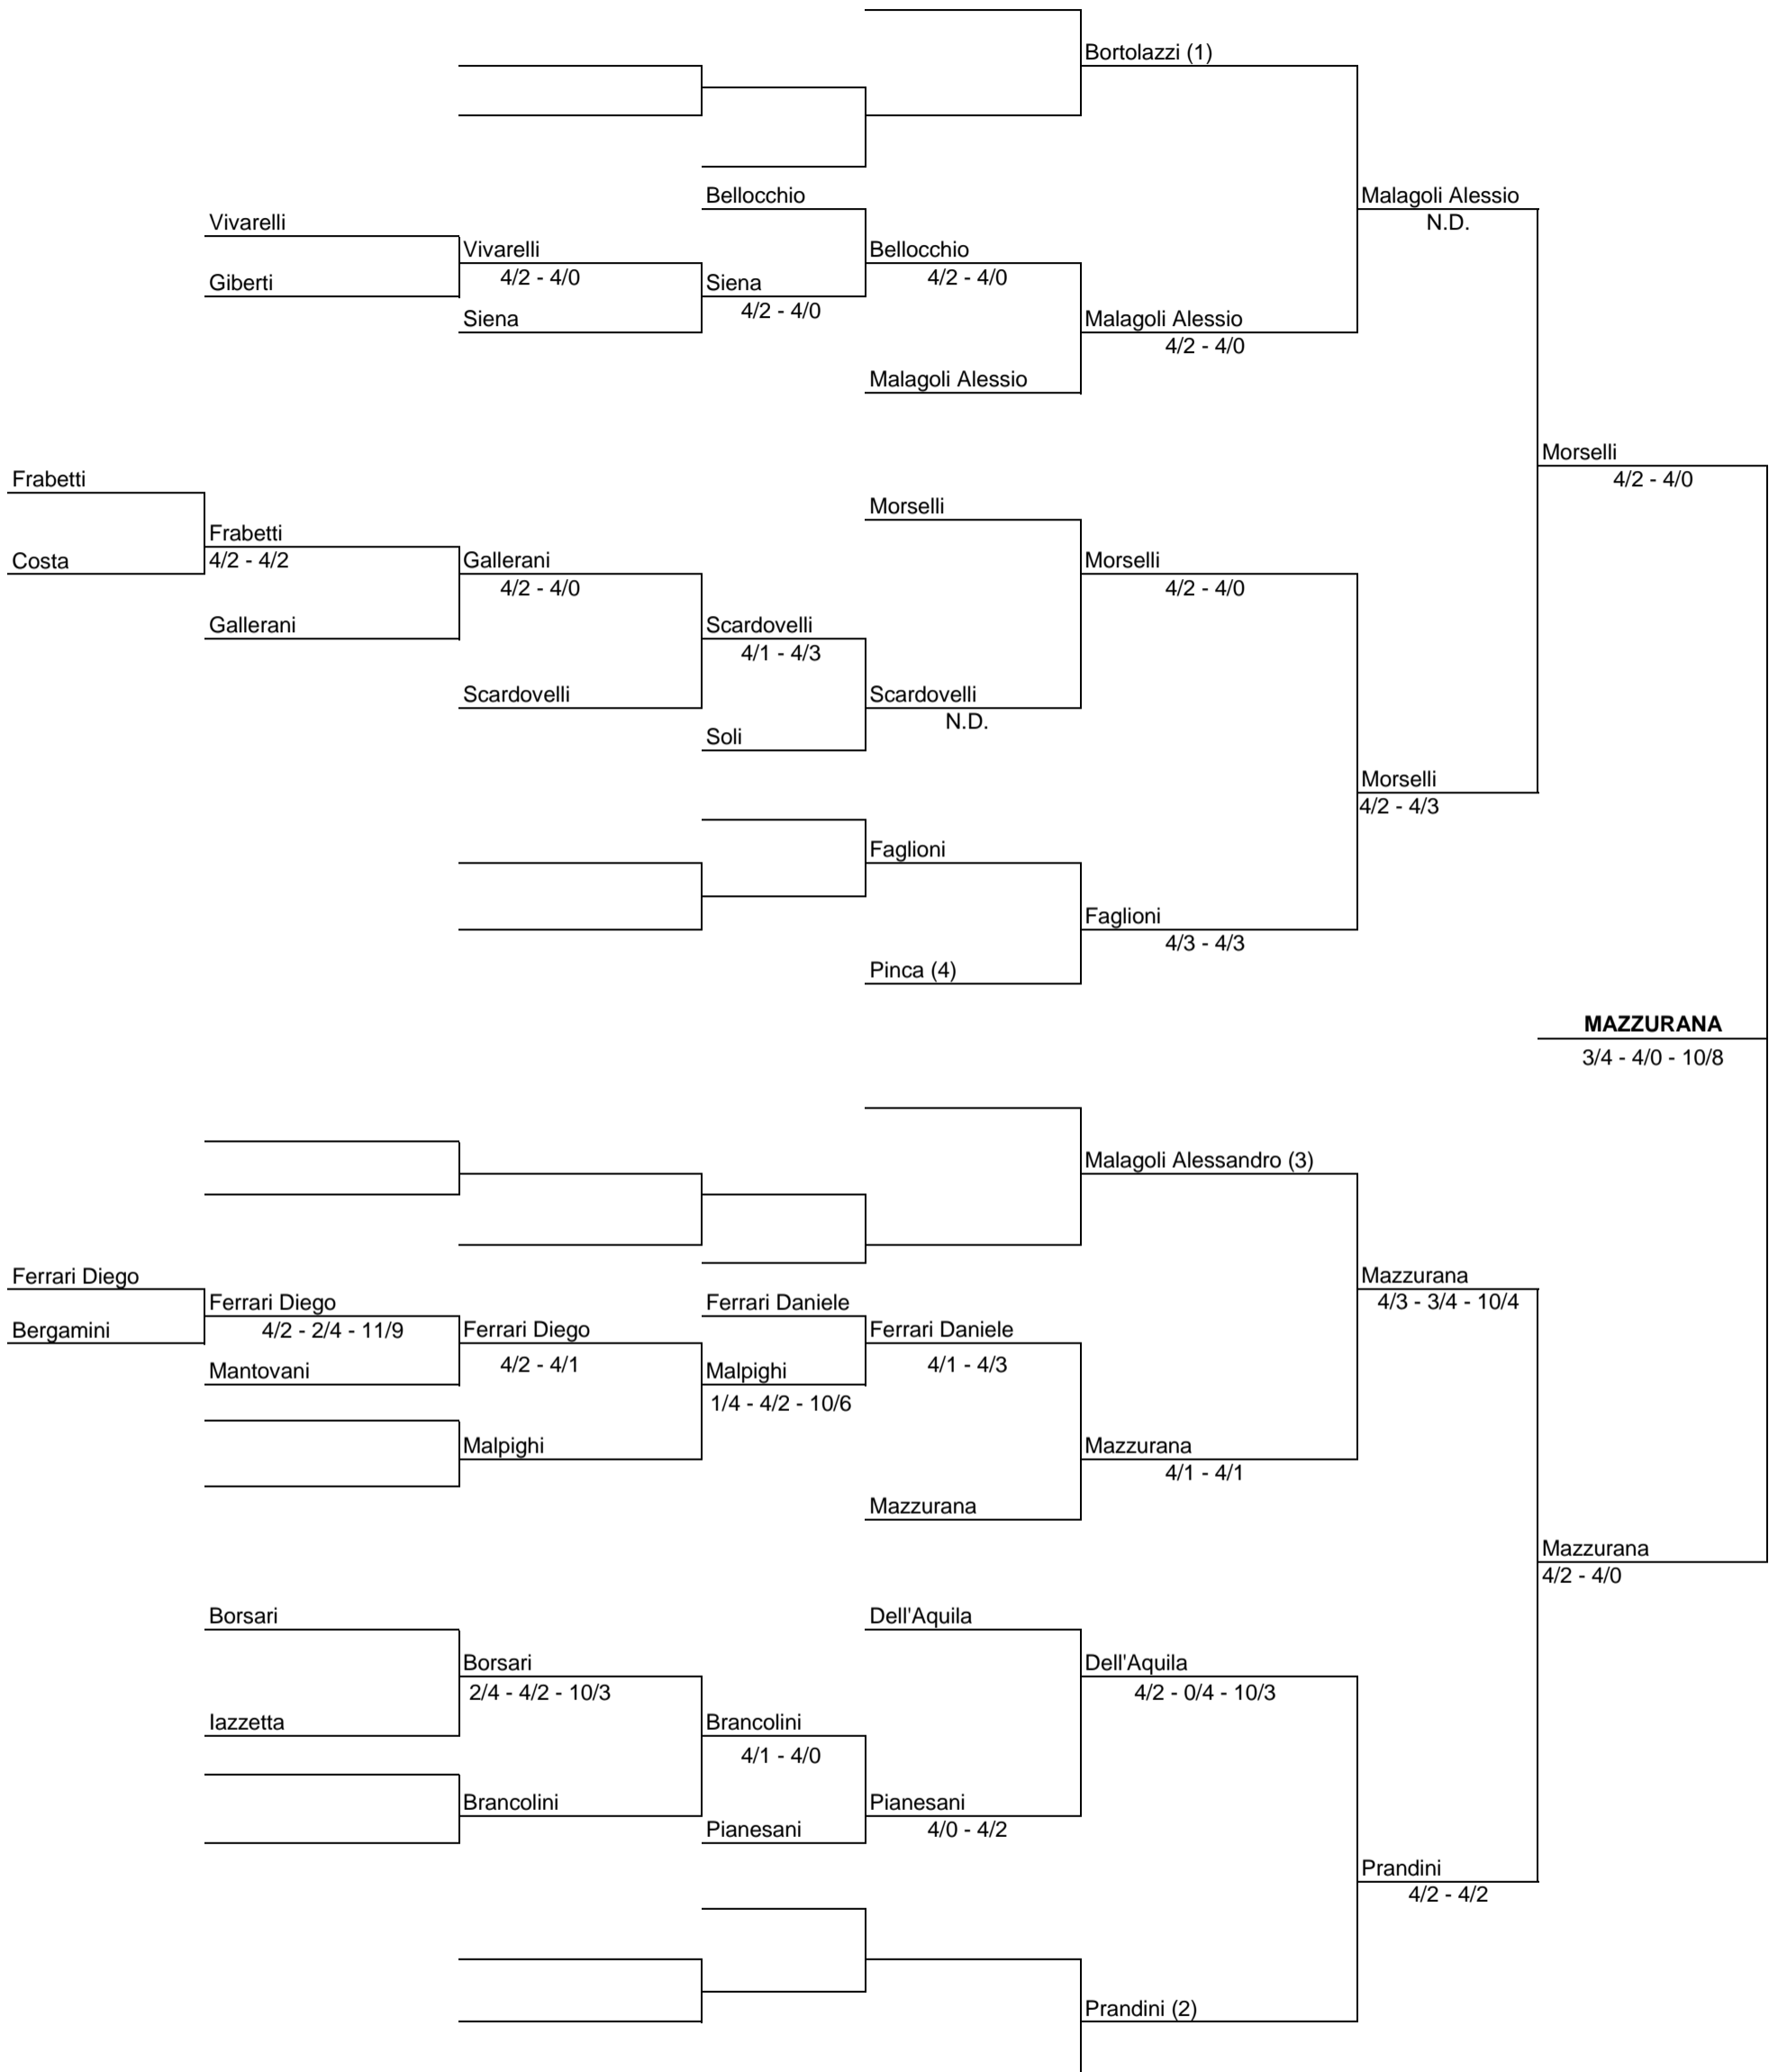 Bortolazzi (1)
Bellocchio
Malagoli Alessio
N.D.
Vivarelli
Vivarelli
4/2 - 4/0
Bellocchio
4/2 - 4/0
Giberti
Siena
4/2 - 4/0
Siena
Malagoli Alessio
4/2 - 4/0
Malagoli Alessio
Morselli
4/2 - 4/0
Frabetti
Morselli
Frabetti
4/2 - 4/2
Costa
Gallerani
4/2 - 4/0
Morselli
4/2 - 4/0
Gallerani
Scardovelli
4/1 - 4/3
Scardovelli
Scardovelli
N.D.
Soli
Morselli
4/2 - 4/3
Faglioni
Faglioni
4/3 - 4/3
Pinca (4)
MAZZURANA
3/4 - 4/0 - 10/8
Malagoli Alessandro (3)
Ferrari Diego
Mazzurana
4/3 - 3/4 - 10/4
Ferrari Diego
4/2 - 2/4 - 11/9
Ferrari Daniele
Bergamini
Ferrari Diego
4/2 - 4/1
Ferrari Daniele
4/1 - 4/3
Mantovani
Malpighi
1/4 - 4/2 - 10/6
Malpighi
Mazzurana
4/1 - 4/1
Mazzurana
Mazzurana
4/2 - 4/0
Borsari
Dell'Aquila
Borsari
2/4 - 4/2 - 10/3
Dell'Aquila
4/2 - 0/4 - 10/3
Iazzetta
Brancolini
4/1 - 4/0
Brancolini
Pianesani
4/0 - 4/2
Pianesani
Prandini
4/2 - 4/2
Prandini (2)